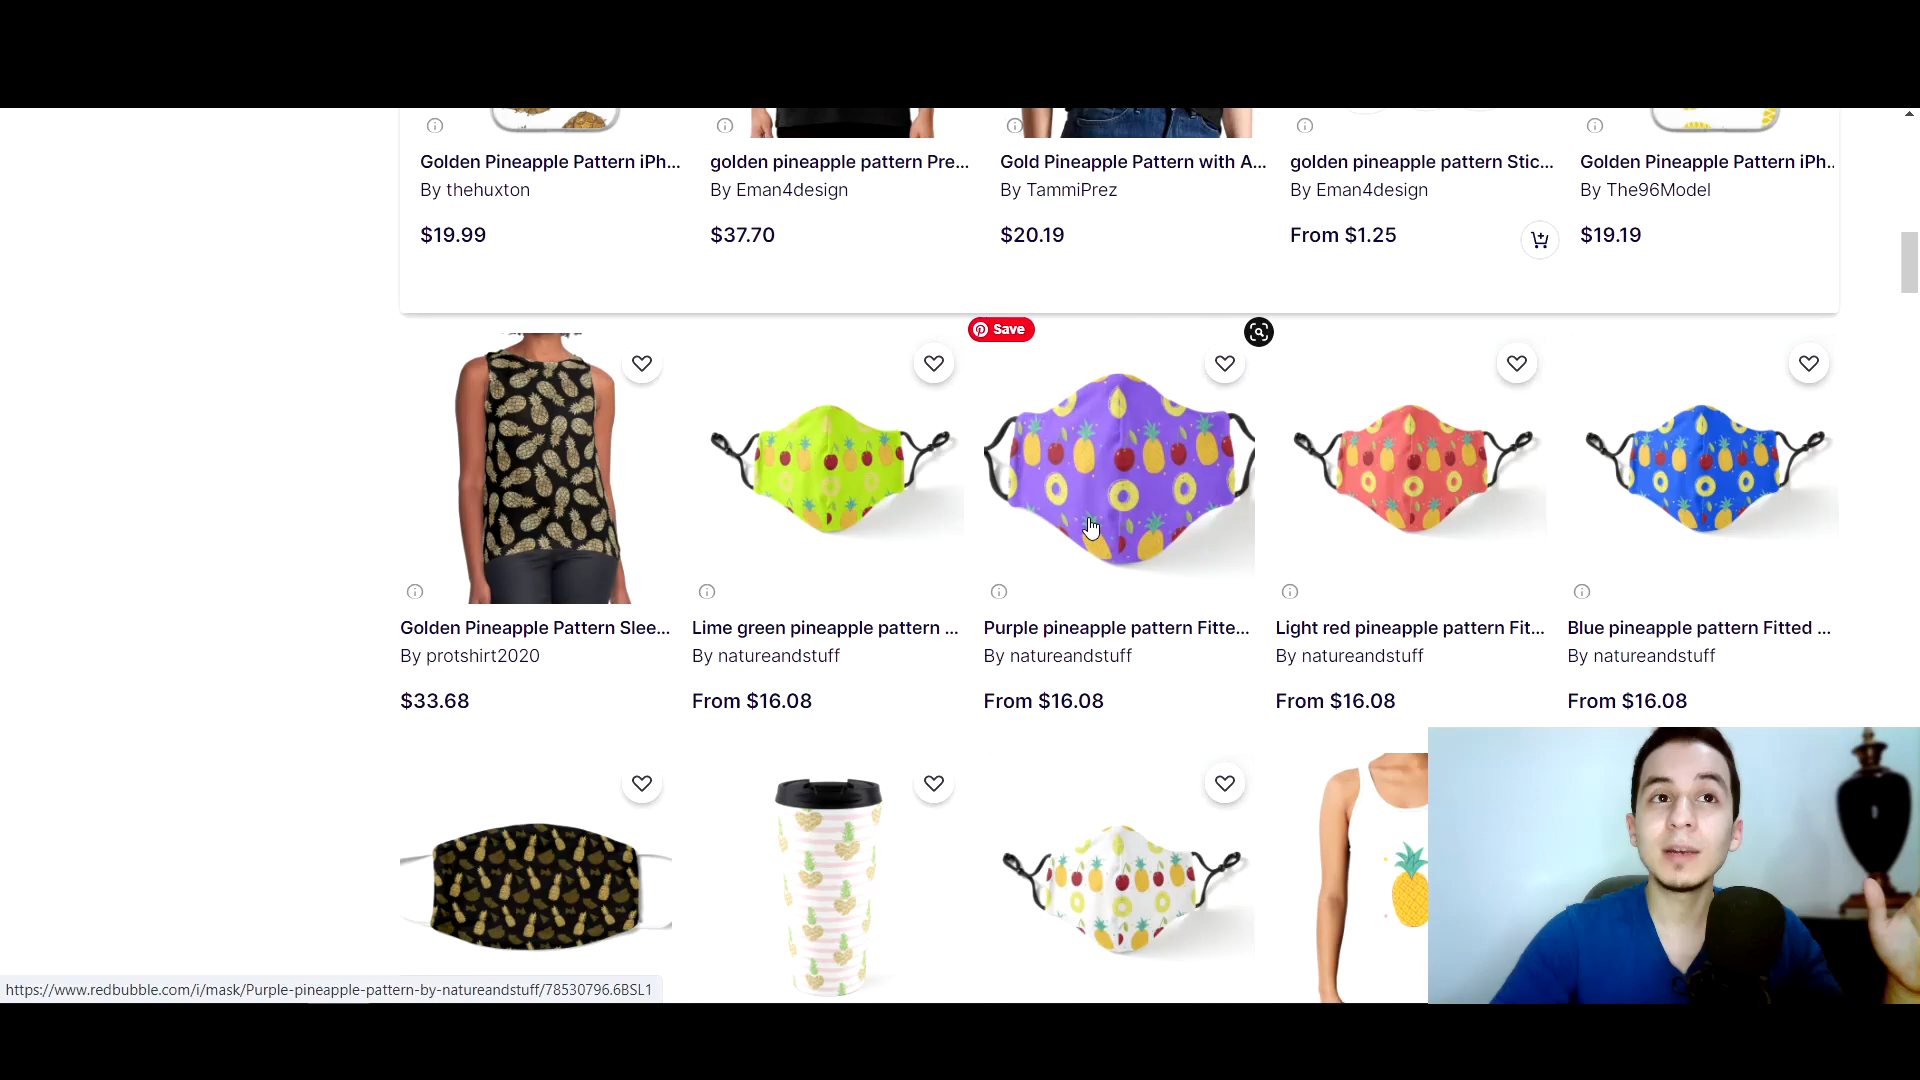 Golden Pineapple Pattern iPh...
By thehuxton
$19.99
golden pineapple pattern Pre...
By Eman4design
$37.70
Gold Pineapple Pattern with A...
By TammiPrez
$20.19
golden pineapple pattern Stic...
By Eman4design
From $1.25
Golden Pineapple Pattern iPh..
By The96Model
$19.19
Save
Golden Pineapple Pattern Slee...
By protshirt2020
$33.68
Lime green pineapple pattern ...
By natureandstuff
From $16.08
Purple pineapple pattern Fitte...
By natureandstuff
From $16.08
Light red pineapple pattern Fit...
By natureandstuff
From $16.08
Blue pineapple pattern Fitted ...
By natureandstuff
From $16.08
https://www.redbubble.com/i/mask/Purple-pineapple-pattern-by-natureandstuff/78530796.6BSL1